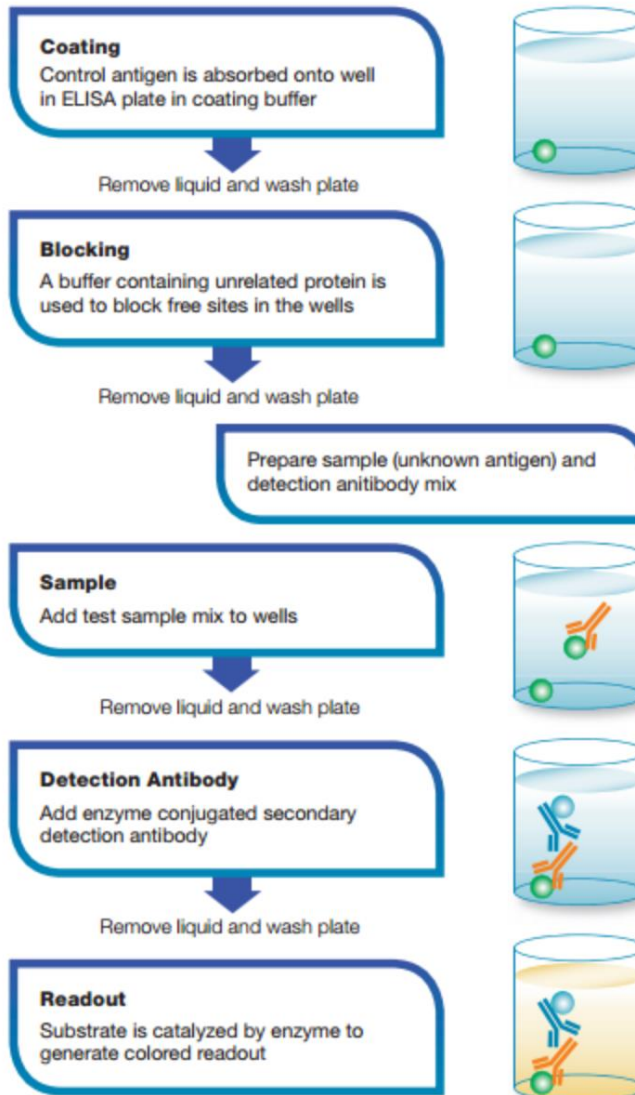 Coating
Control antigen is absorbed onto well
in ELISA plate in coating buffer
Remove liquid and wash plate
Blocking
A buffer containing unrelated protein is
used to block free sites in the wells
Remove liquid and wash plate
Prepare sample (unknown antigen) and
detection anitibody mix
Sample
Add test sample mix to wells
Remove liquid and wash plate
Detection Antibody
Add enzyme conjugated secondary
detection antibody
Remove liquid and wash plate
Readout
Substrate is catalyzed by enzyme to
generate colored readout